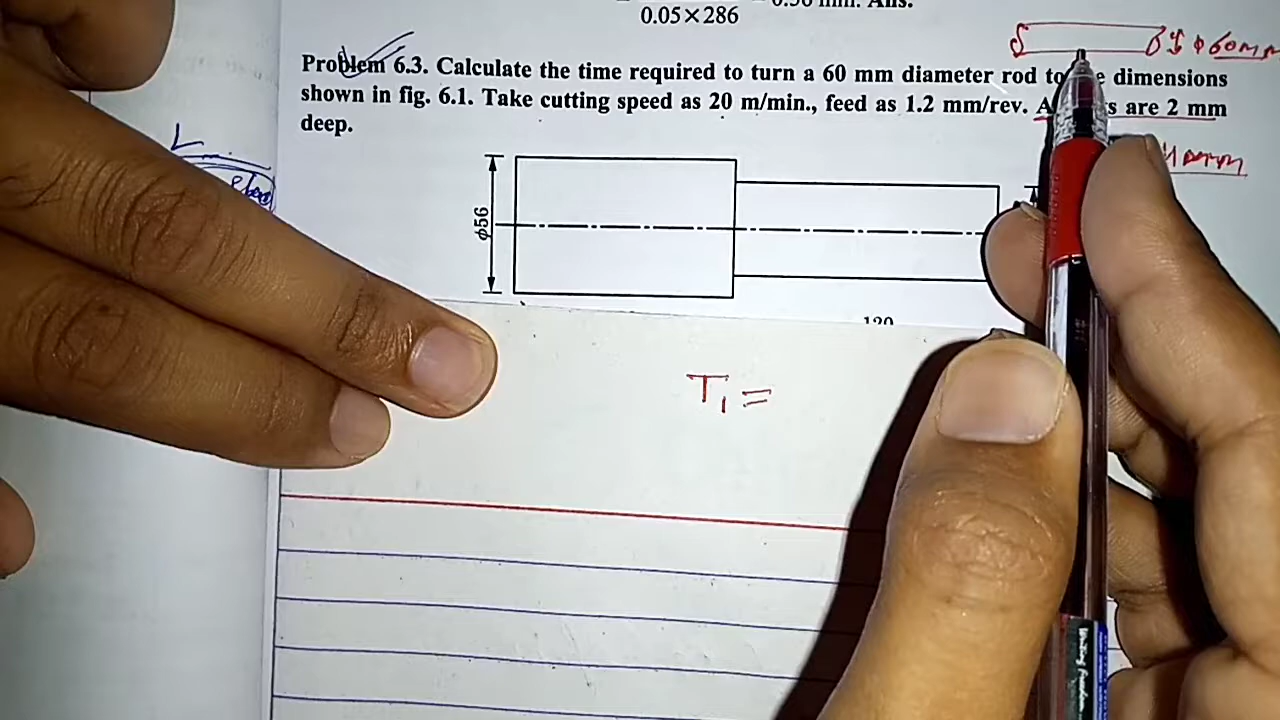 0.05×286
Ans.
Problem 6.3. Calculate the time required to turn a 60 mm diameter rod to dimensions
shown in fig. 6.1. Take cutting speed as 20 m/min., feed as 1.2 mm/rev. are 2 mm
deep.
ϕ 60mm
ϕ56
120
T₁ =